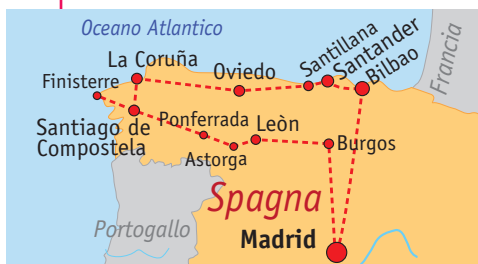 Oceano Atlantico
Francia
La Coruña
Oviedo
Santillana
Santander
Bilbao
Finisterre
Santiago de
Compostela
Ponferrada
Leòn
Astorga
Burgos
Spagna
Portogallo
Madrid